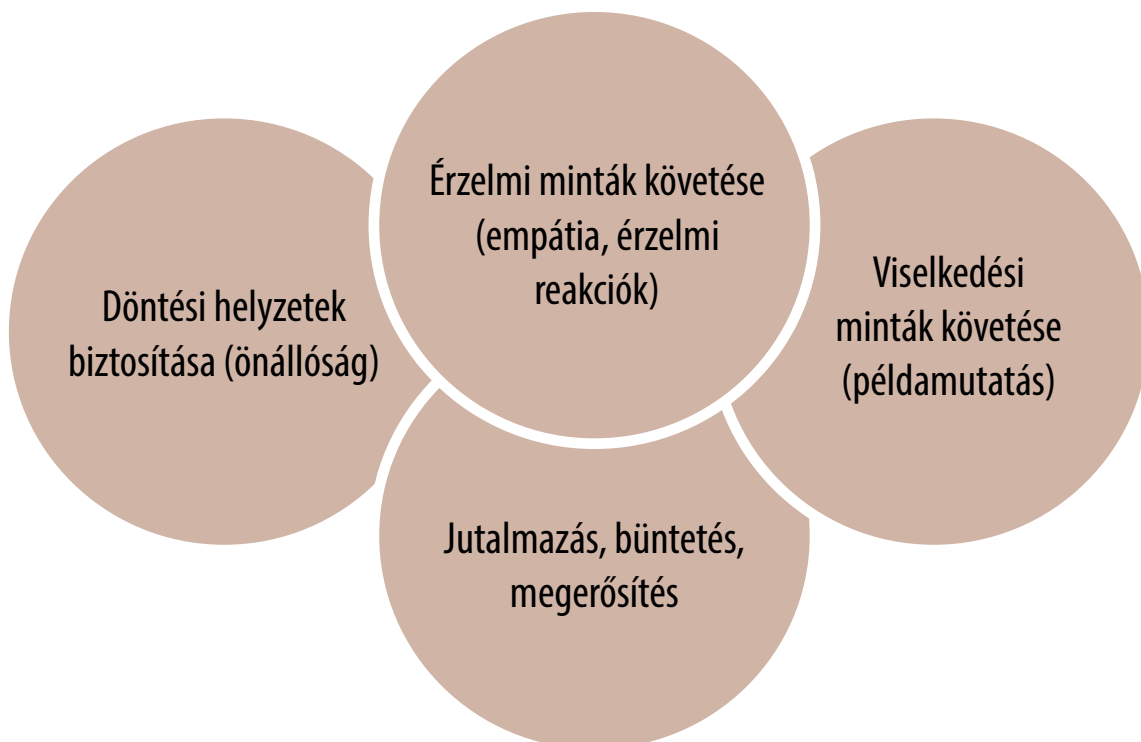 Érzelmi minták követése
(empátia, érzelmi
reakciók)
Döntési helyzetek
biztosítása (önállóság)
Viselkedési
minták követése
(példamutatás)
Jutalmazás, büntetés,
megerősítés